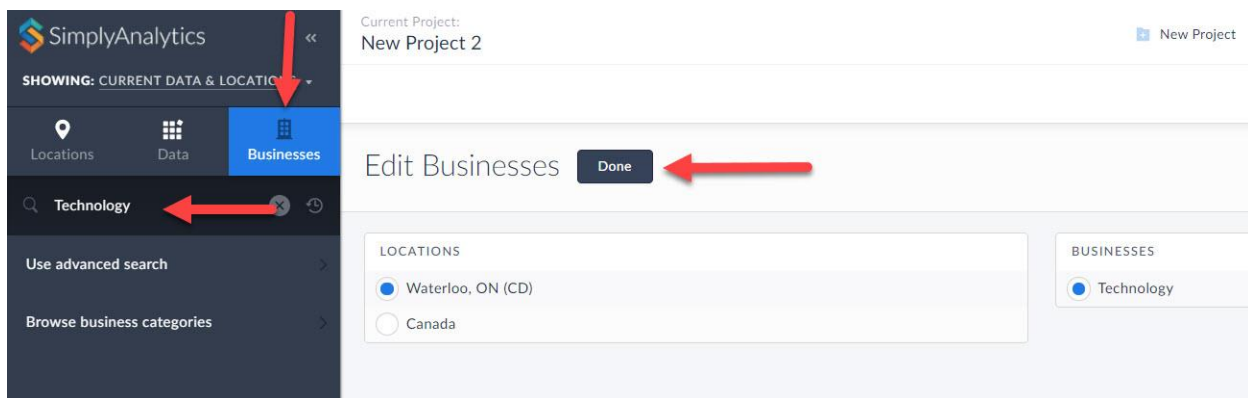 SimplyAnalytics
«
SHOWING: CURRENT DATA & LOCATIONS
Locations
Data
Businesses
Technology
Use advanced search
Browse business categories
Current Project:
New Project 2
New Project
Edit Businesses
Done
LOCATIONS
Waterloo, ON (CD)
Canada
BUSINESSES
Technology